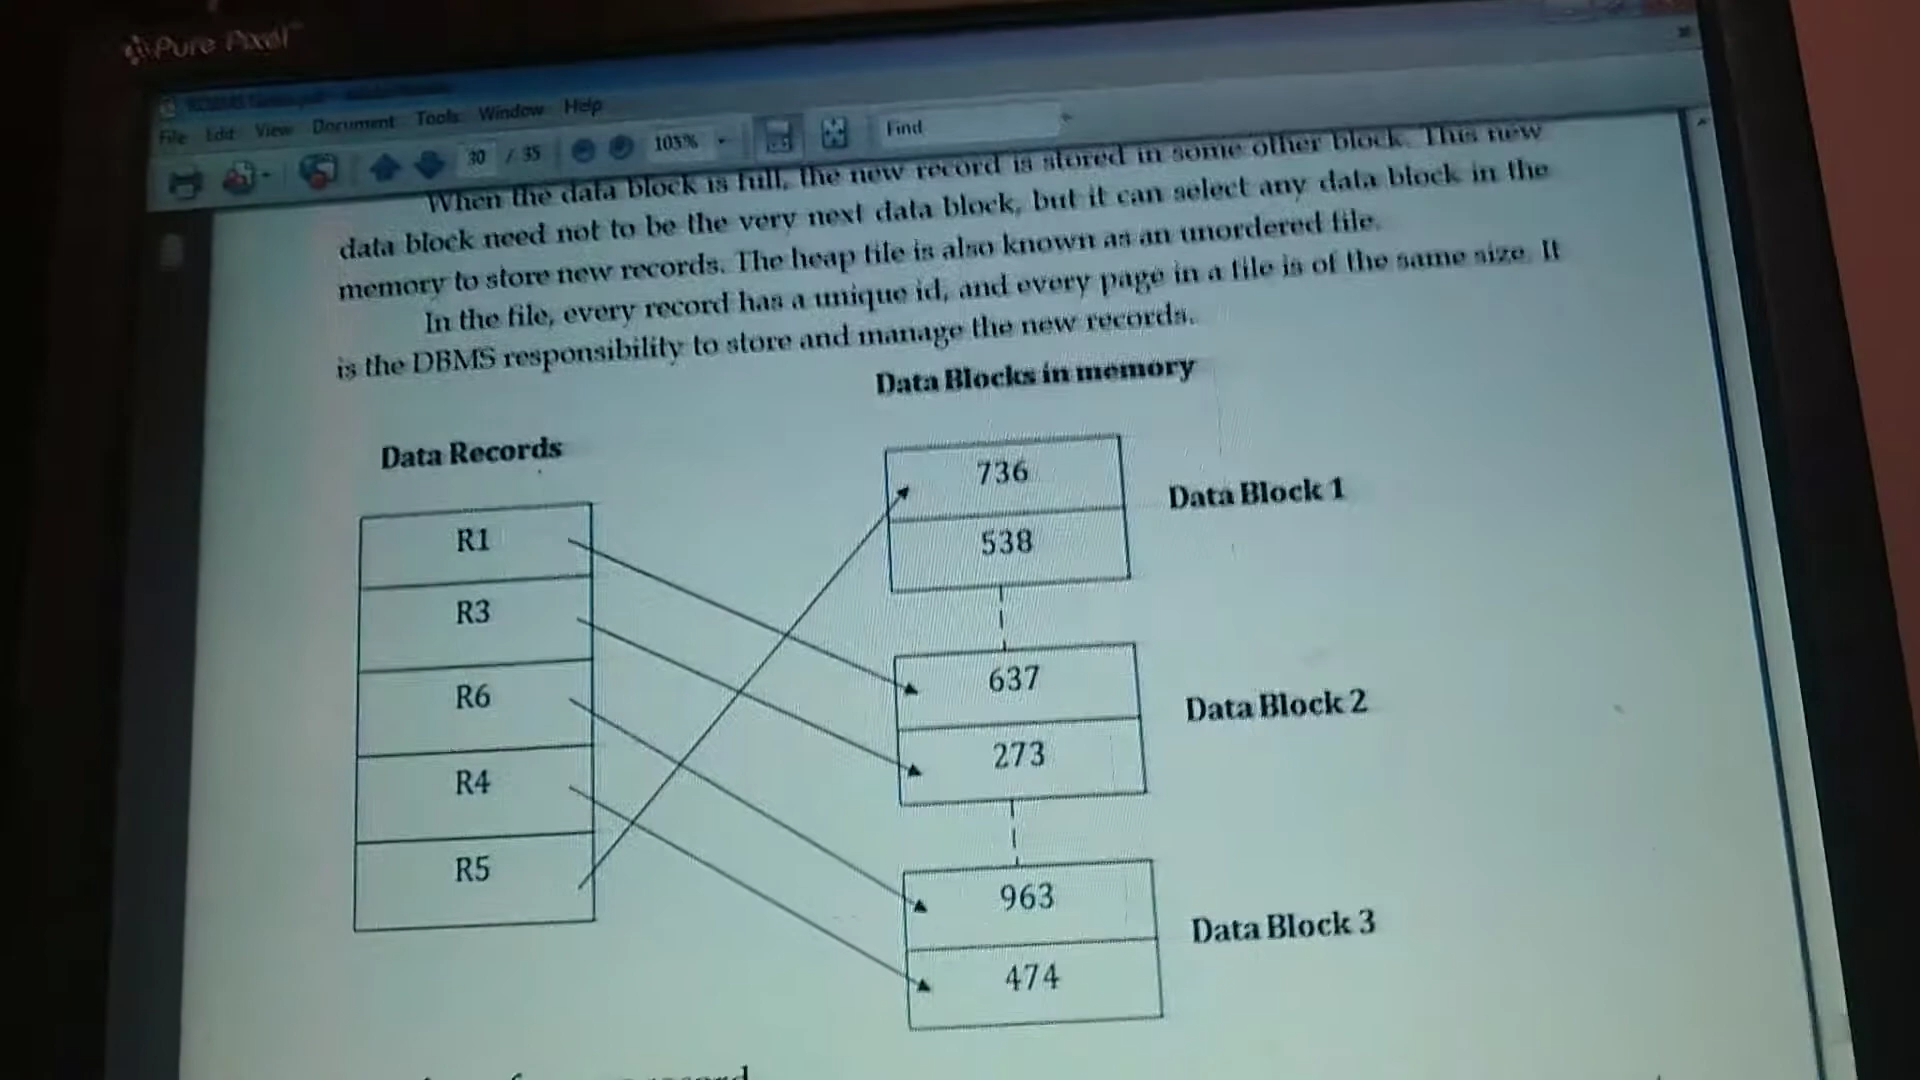 Pure Pixel
File Edit View Document Tools Window Help
30 / 35 103% Find
When the data block is full, the new record is stored in some other block. This new
data block need not to be the very next data block, but it can select any data block in the
memory to store new records. The heap file is also known as an unordered file.
In the file, every record has a unique id, and every page in a file is of the same size. It
is the DBMS responsibility to store and manage the new records.
Data Blocks in memory
Data Records
736
Data Block 1
R1
538
R3
637
R6
Data Block 2
273
R4
R5
963
Data Block 3
474